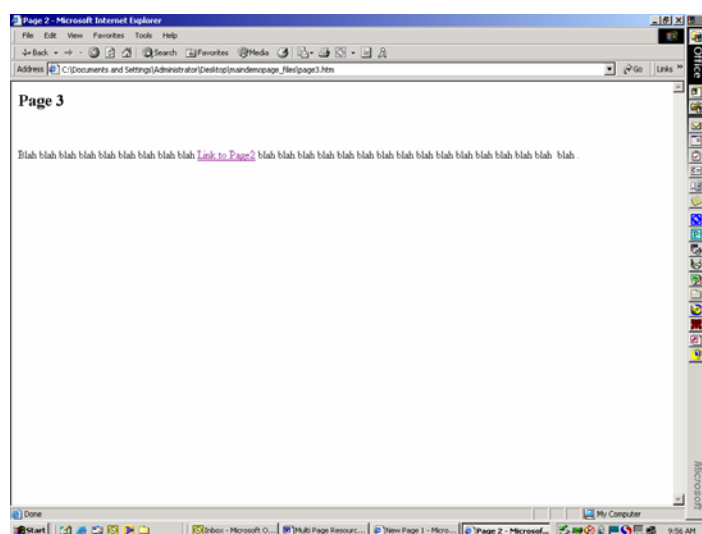 Page 2 - Microsoft Internet Explorer
File Edit View Favorites Tools Help
Back Search Favorites Media
Address C:\Documents and Settings\Administrator\Desktop\maindemopage_files\page3.htm Go Links »
Office
Page 3
Blah blah blah blah blah blah blah blah blah Link to Page2 blah blah blah blah blah blah blah blah blah blah blah blah blah blah blah  blah .
Microsoft
Done My Computer
Start Inbox - Microsoft O... Multi Page Resourc... New Page 1 - Micro... Page 2 - Microsof... 9:56 AM